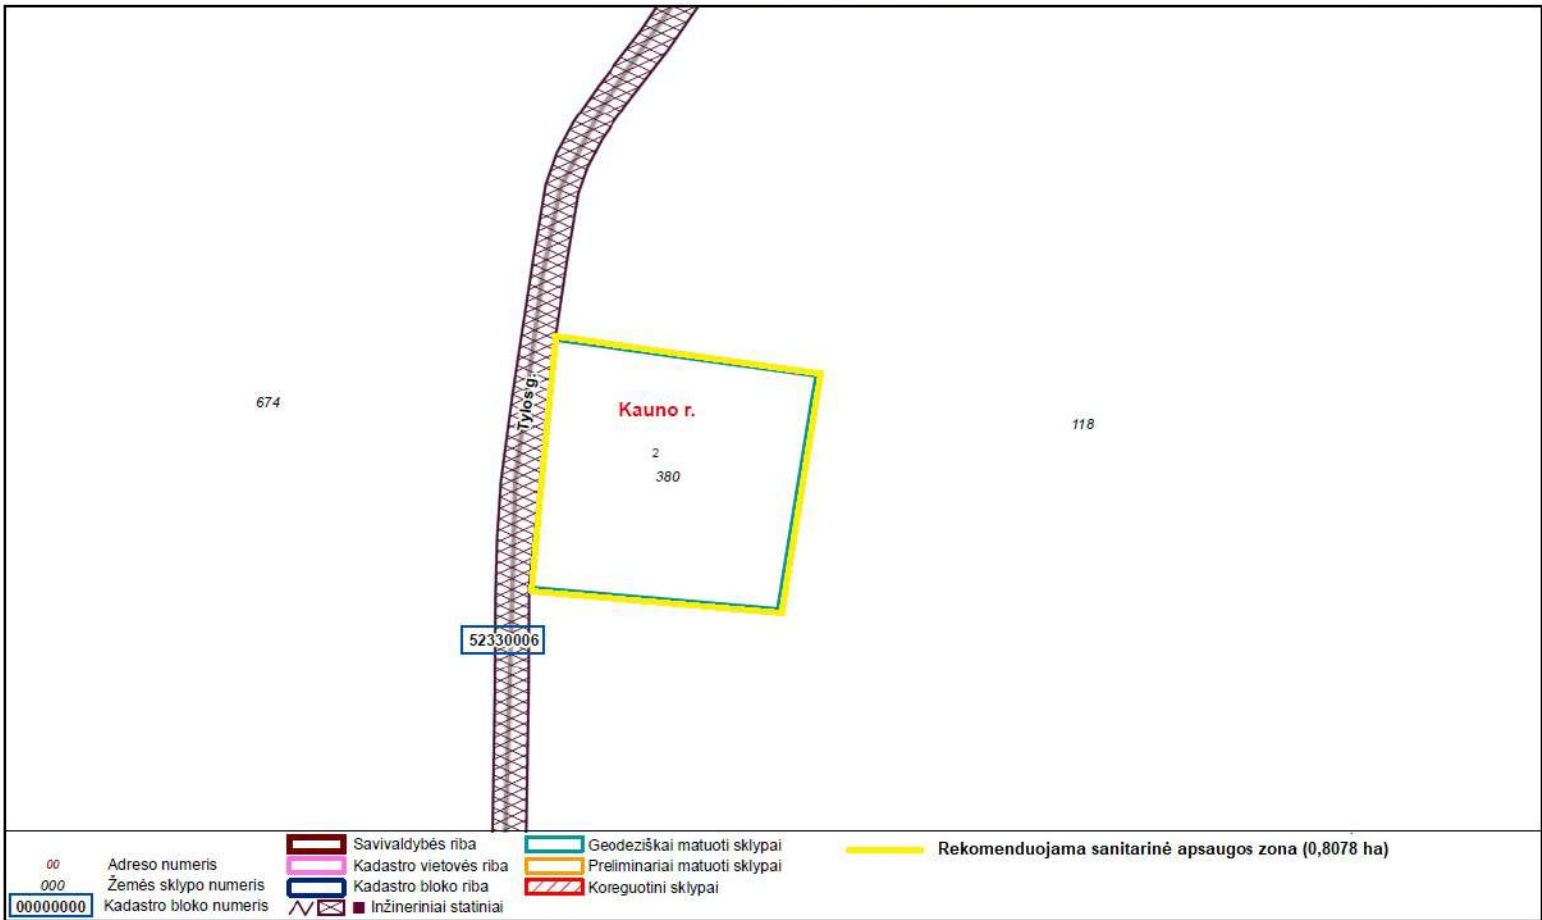 674
Tylos g.
Kauno r.
2
380
118
52330006
00 Adreso numeris
000 Žemės sklypo numeris
00000000 Kadastro bloko numeris
Savivaldybės riba
Kadastro vietovės riba
Kadastro bloko riba
Inžineriniai statiniai
Geodeziškai matuoti sklypai
Preliminariai matuoti sklypai
Koreguotini sklypai
Rekomenduojama sanitarinė apsaugos zona (0,8078 ha)